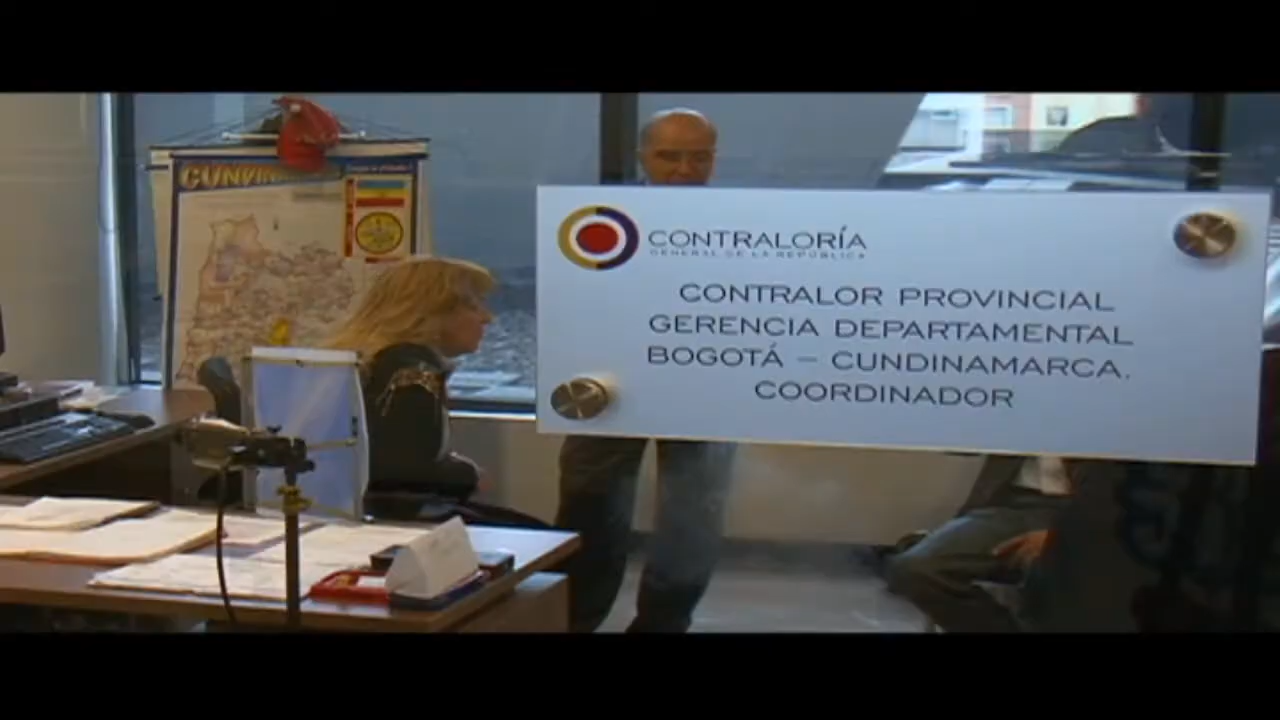 CONTRALORÍA
GENERAL DE LA REPÚBLICA
CONTRALOR PROVINCIAL
GERENCIA DEPARTAMENTAL
BOGOTÁ – CUNDINAMARCA.
COORDINADOR